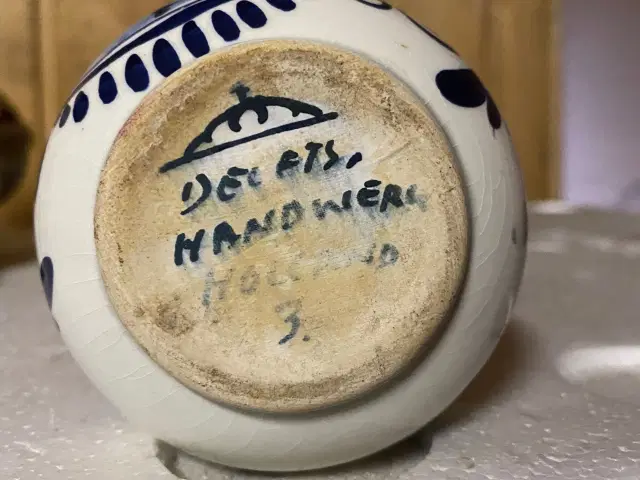 DELFTS,
HANDWERK
HOLLAND
3.